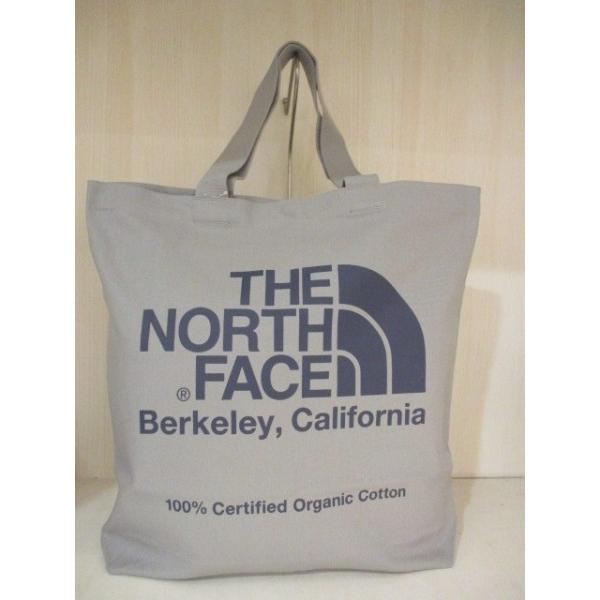 THE
NORTH
® FACE
Berkeley, California
100% Certified Organic Cotton